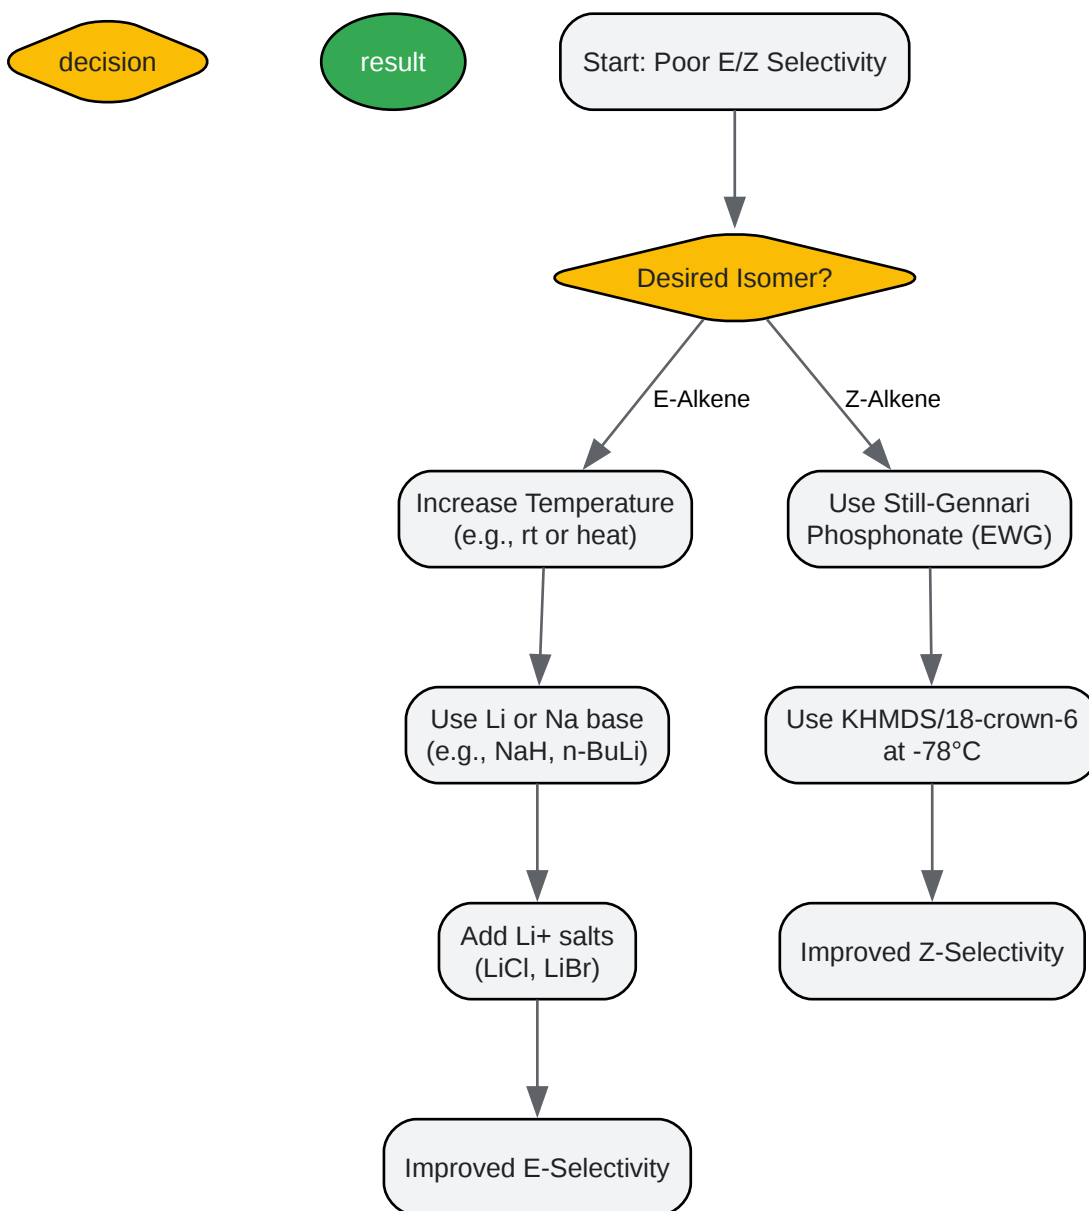 decision
result
Start: Poor E/Z Selectivity
Desired Isomer?
E-Alkene
Z-Alkene
Increase Temperature
(e.g., rt or heat)
Use Still-Gennari
Phosphonate (EWG)
Use Li or Na base
(e.g., NaH, n-BuLi)
Use KHMDS/18-crown-6
at -78°C
Add Li+ salts
(LiCl, LiBr)
Improved Z-Selectivity
Improved E-Selectivity